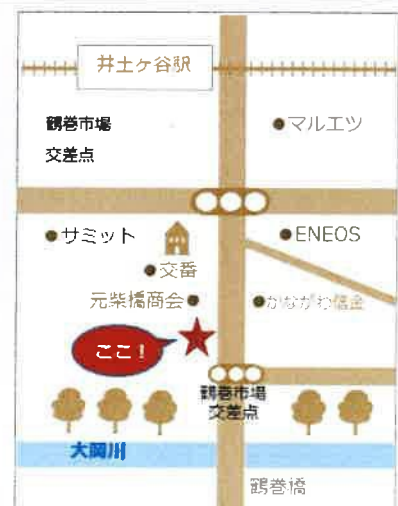 井土ヶ谷駅
鶴巻市場
交差点
マルエツ
サミット
ENEOS
交番
元柴橋商会
かながわ信金
ここ!
鶴巻市場
交差点
大岡川
鶴巻橋